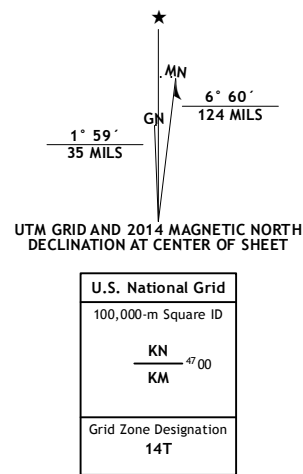 ★
MN
GN
6° 60´
124 MILS
1° 59´
35 MILS
UTM GRID AND 2014 MAGNETIC NORTH
DECLINATION AT CENTER OF SHEET
U.S. National Grid
100,000-m Square ID
KN
4700
KM
Grid Zone Designation
14T